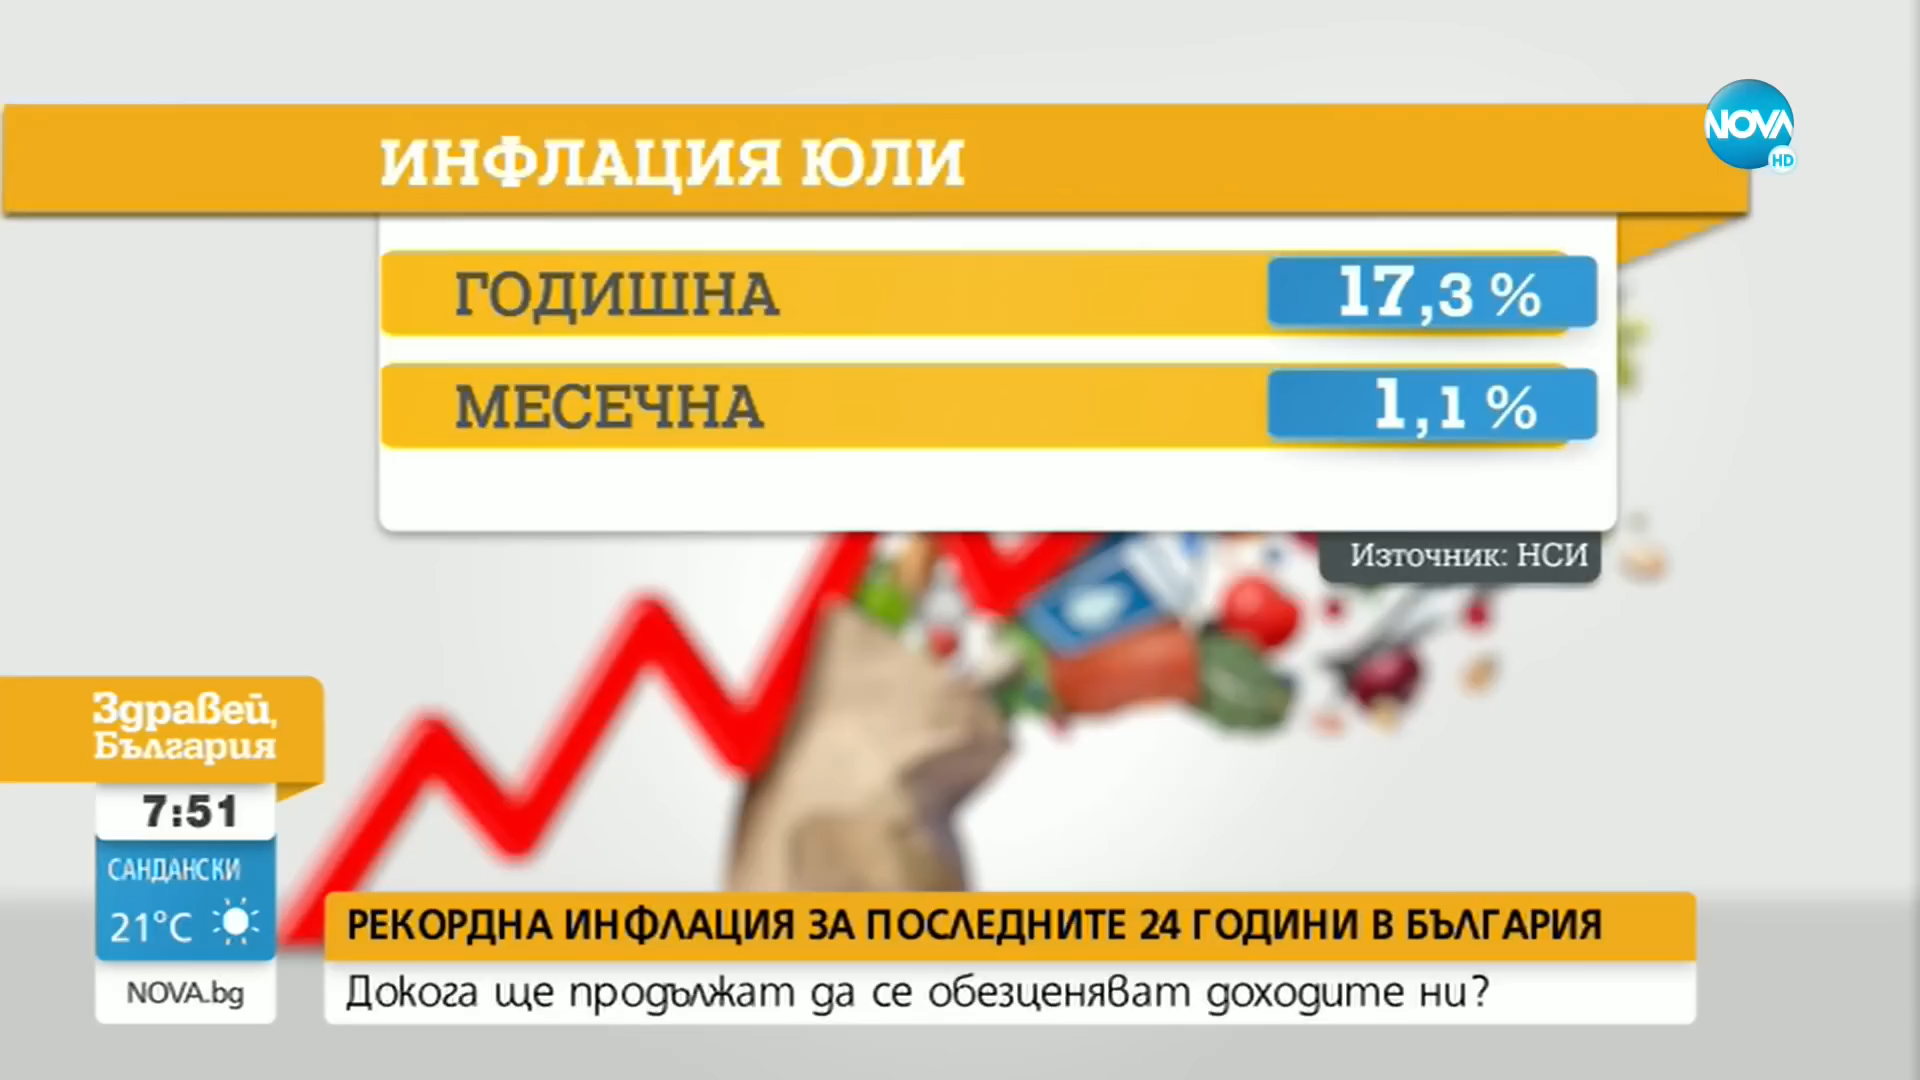 NOVA
HD
ИНФЛАЦИЯ ЮЛИ
ГОДИШНА 17,3 %
МЕСЕЧНА 1,1 %
Източник: НСИ
Здравей,
България
7:51
САНДАНСКИ
21°C
NOVA.bg
РЕКОРДНА ИНФЛАЦИЯ ЗА ПОСЛЕДНИТЕ 24 ГОДИНИ В БЪЛГАРИЯ
Докога ще продължат да се обезценяват доходите ни?